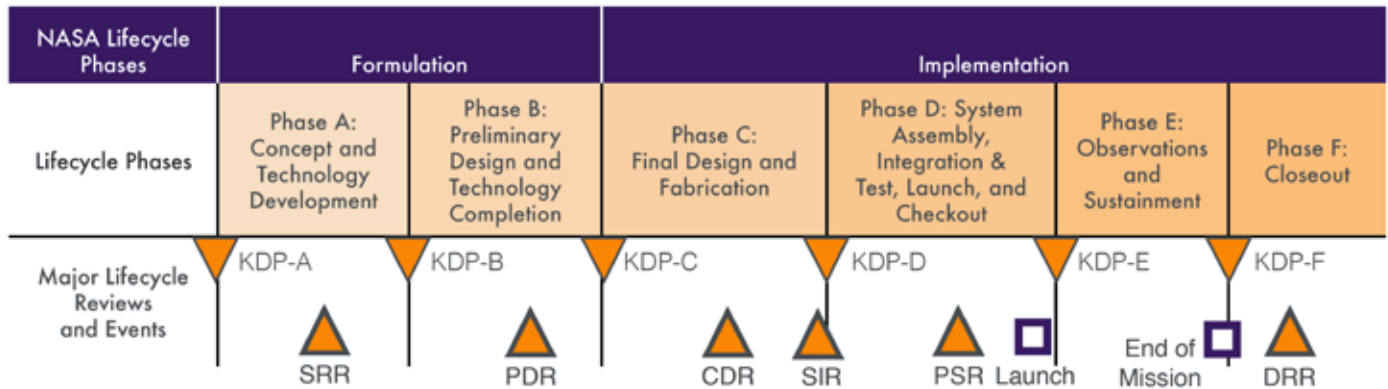 NASA Lifecycle
Phases
Formulation
Implementation
Lifecycle Phases
Phase A:
Concept and
Technology
Development
Phase B:
Preliminary
Design and
Technology
Completion
Phase C:
Final Design and
Fabrication
Phase D: System
Assembly,
Integration &
Test, Launch, and
Checkout
Phase E:
Observations
and
Sustainment
Phase F:
Closeout
Major Lifecycle
Reviews
and Events
KDP-A
KDP-B
KDP-C
KDP-D
KDP-E
KDP-F
SRR
PDR
CDR
SIR
PSR
Launch
End of
Mission
DRR